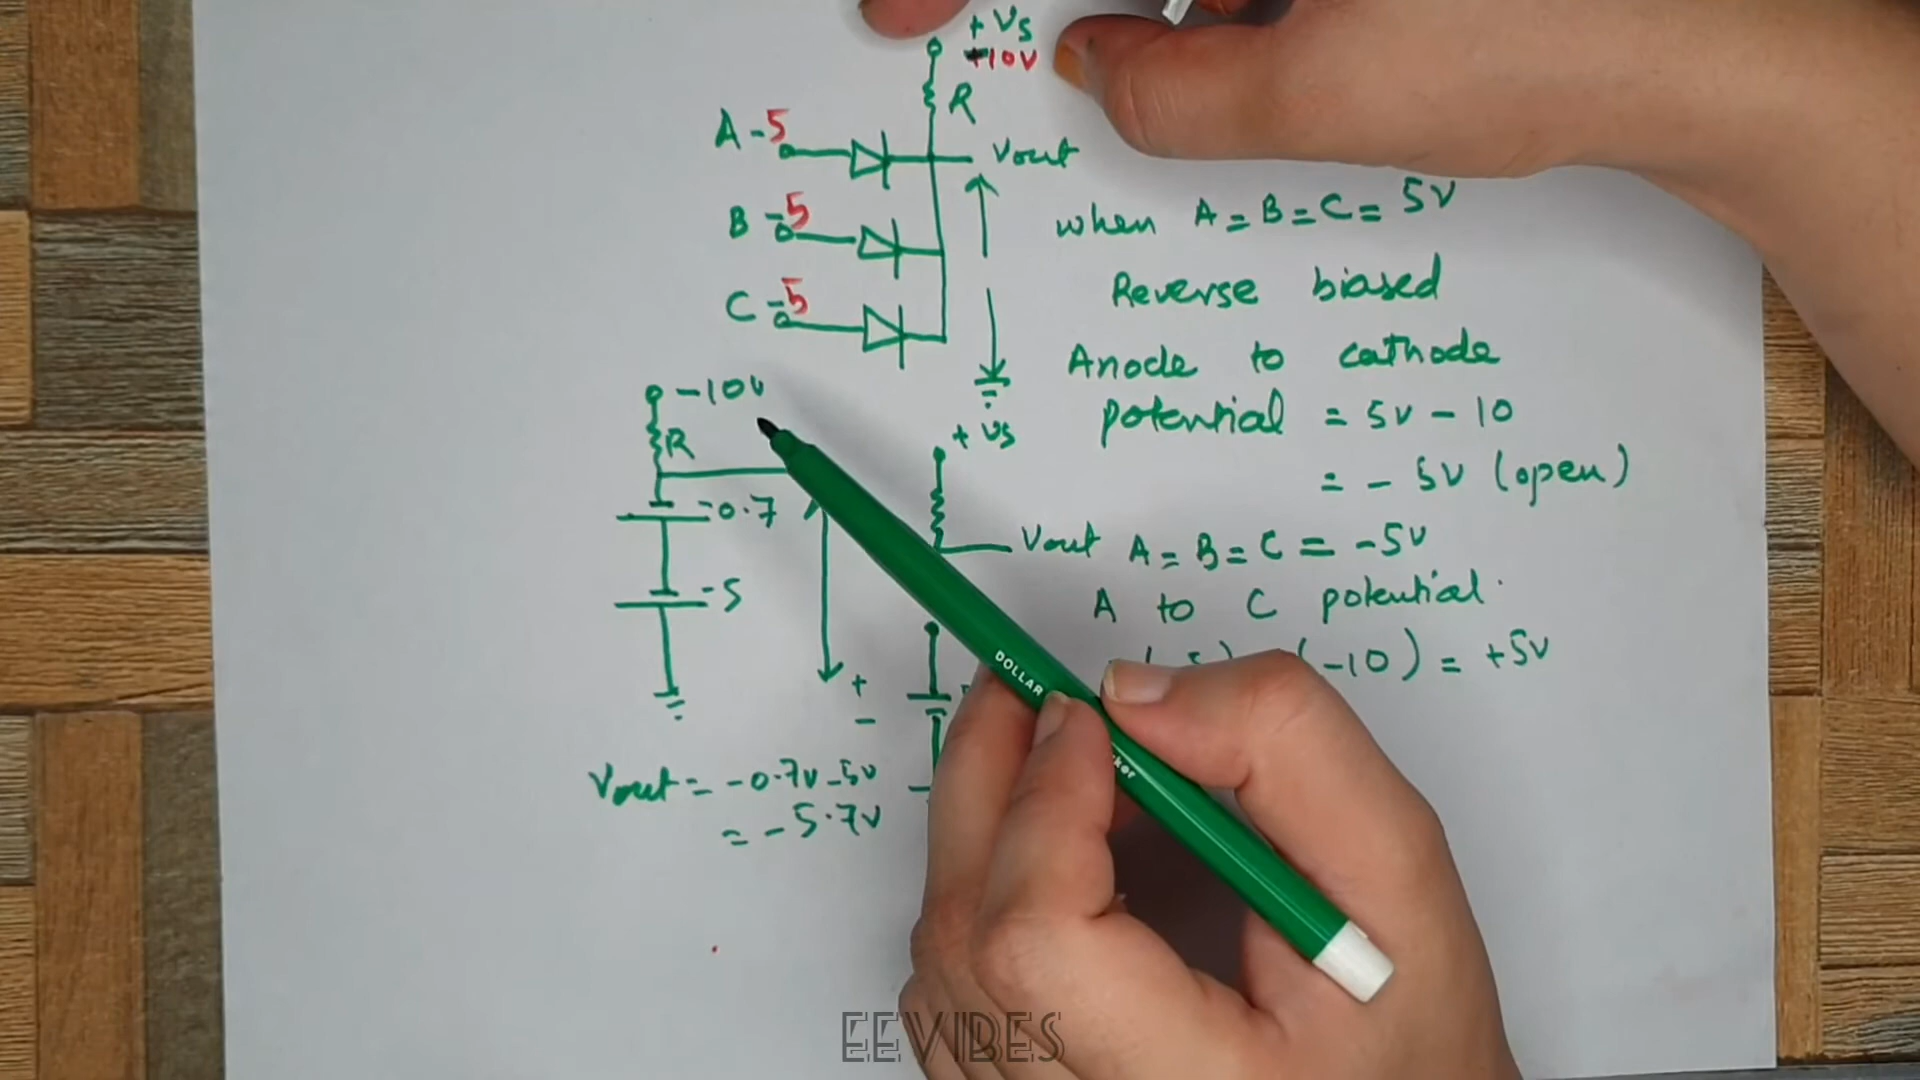 + Vs
+10V
R
A -5
Vout
B -5
C -5
when A = B = C = 5V
Reverse biased
Anode to cathode
potential = 5V - 10
= - 5V (open)
-10V
R
-0.7
-5
+
-
Vout = -0.7V - 5V
= - 5.7V
+ Vs
Vout
A = B = C = -5V
A to C potential
(-10) = +5V
DOLLAR
EEVIBES